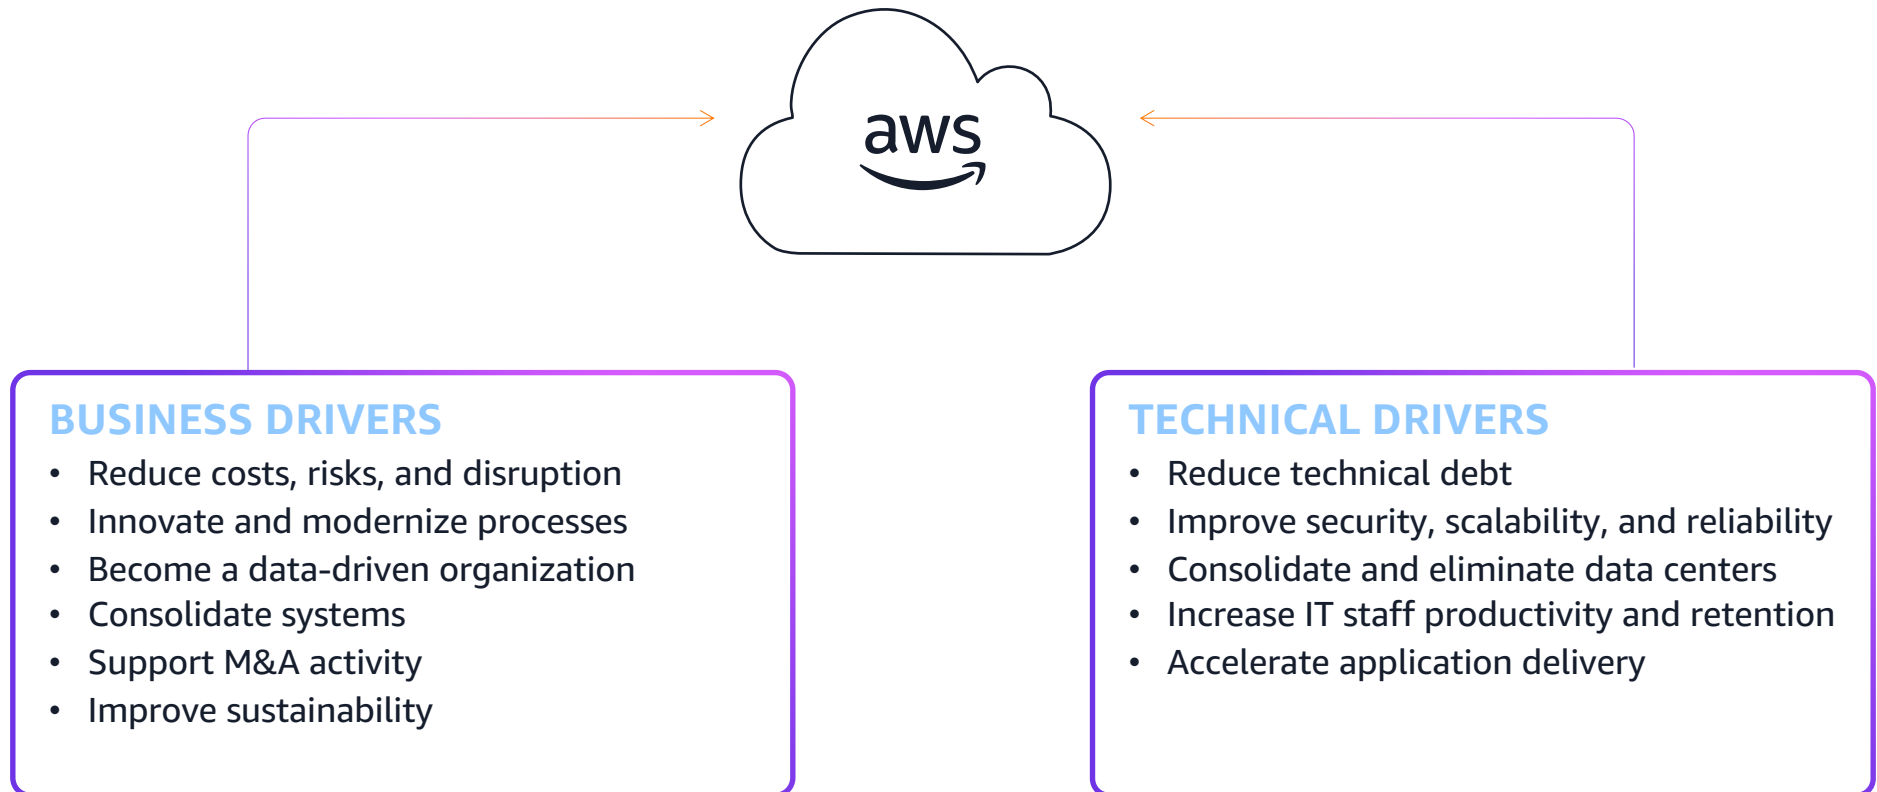 aws
BUSINESS DRIVERS
• Reduce costs, risks, and disruption
• Innovate and modernize processes
• Become a data-driven organization
• Consolidate systems
• Support M&A activity
• Improve sustainability
TECHNICAL DRIVERS
• Reduce technical debt
• Improve security, scalability, and reliability
• Consolidate and eliminate data centers
• Increase IT staff productivity and retention
• Accelerate application delivery